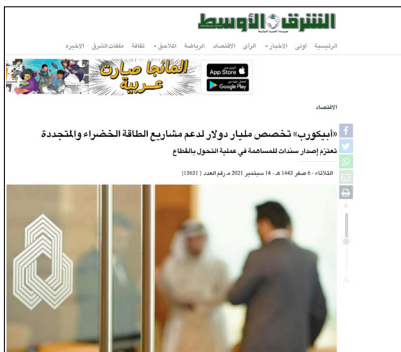 الشرق الأوسط
الرئيسية أولى الأخبار الرأي الاقتصاد الرياضة الملاحق ثقافة ملفات الشرق الأخيرة
المانجا صارت
عربية
App Store
Google Play
الاقتصاد
«أبيكورب» تخصص مليار دولار لدعم مشاريع الطاقة الخضراء والمتجددة
تعتزم إصدار سندات للمساهمة في عملية التحول بالقطاع
الثلاثاء - 6 صفر 1443 هـ - 14 سبتمبر 2021 مـ رقم العدد [15631]